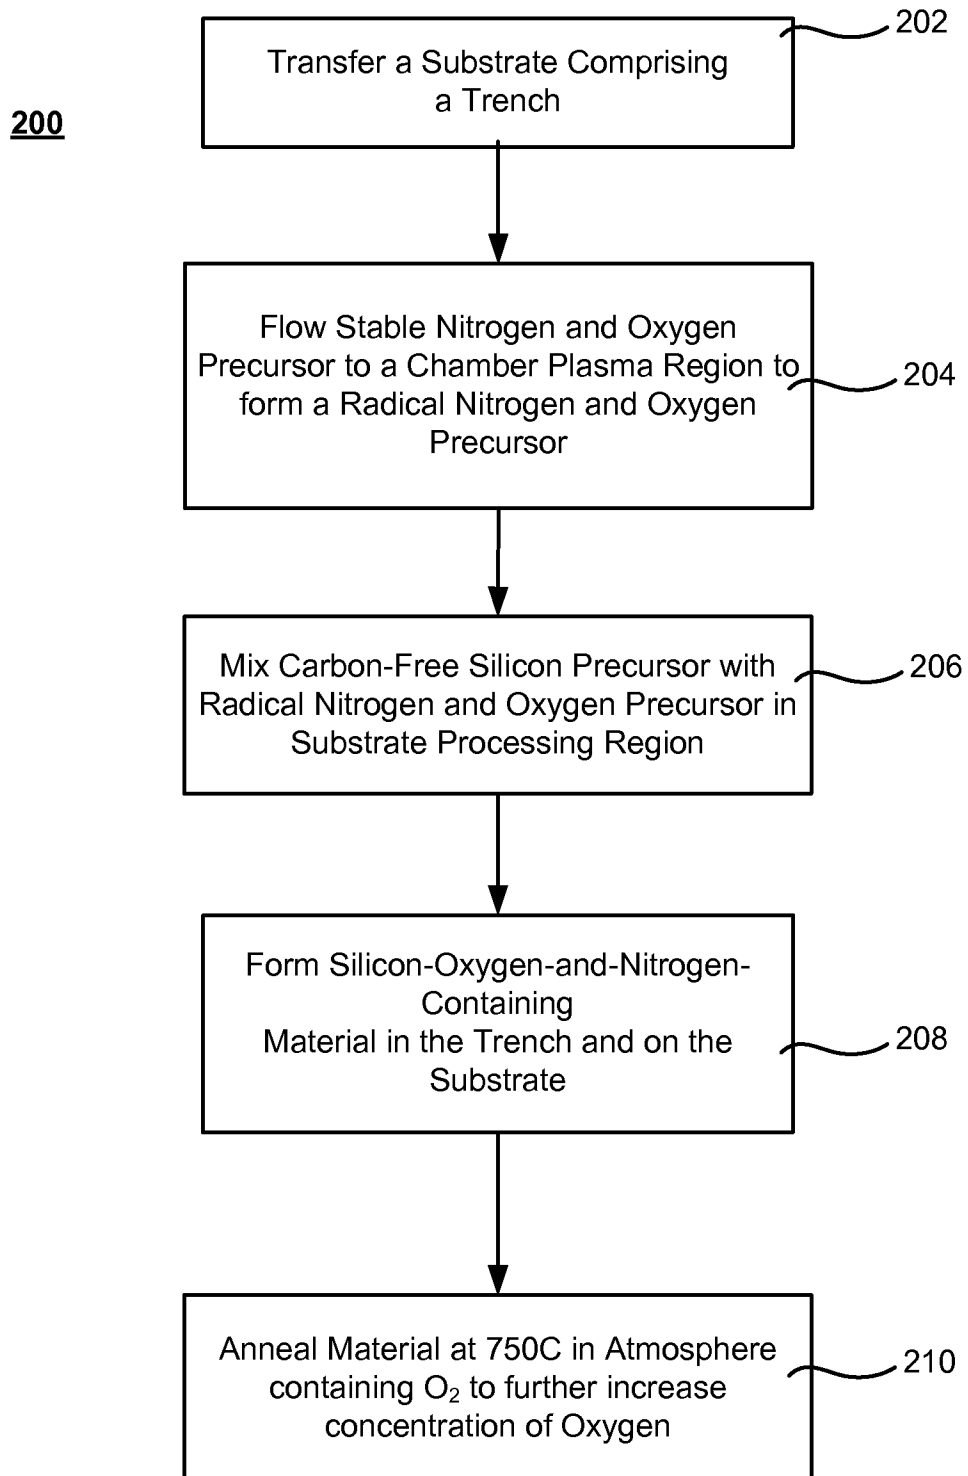 202
Transfer a Substrate Comprising
a Trench
200
Flow Stable Nitrogen and Oxygen
Precursor to a Chamber Plasma Region to
form a Radical Nitrogen and Oxygen
Precursor
204
Mix Carbon-Free Silicon Precursor with
Radical Nitrogen and Oxygen Precursor in
Substrate Processing Region
206
Form Silicon-Oxygen-and-Nitrogen-
Containing
Material in the Trench and on the
Substrate
208
Anneal Material at 750C in Atmosphere
containing O₂ to further increase
concentration of Oxygen
210